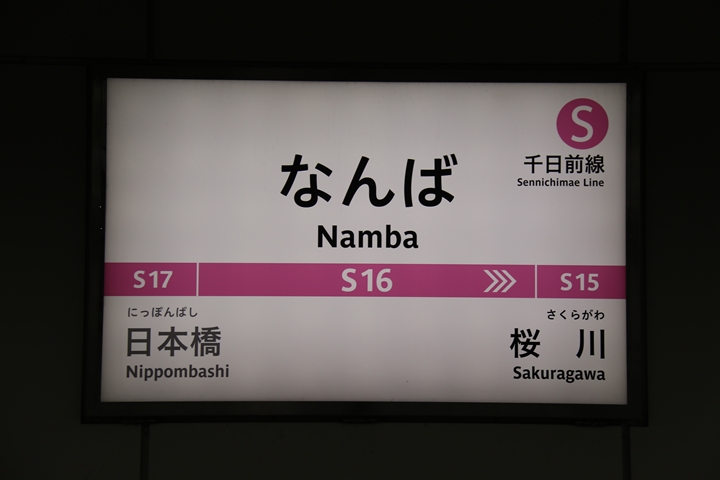 S
千日前線
Sennichimae Line
なんば
Namba
S17 S16 S15
にっぽんばし さくらがわ
日本橋 桜 川
Nippombashi Sakuragawa